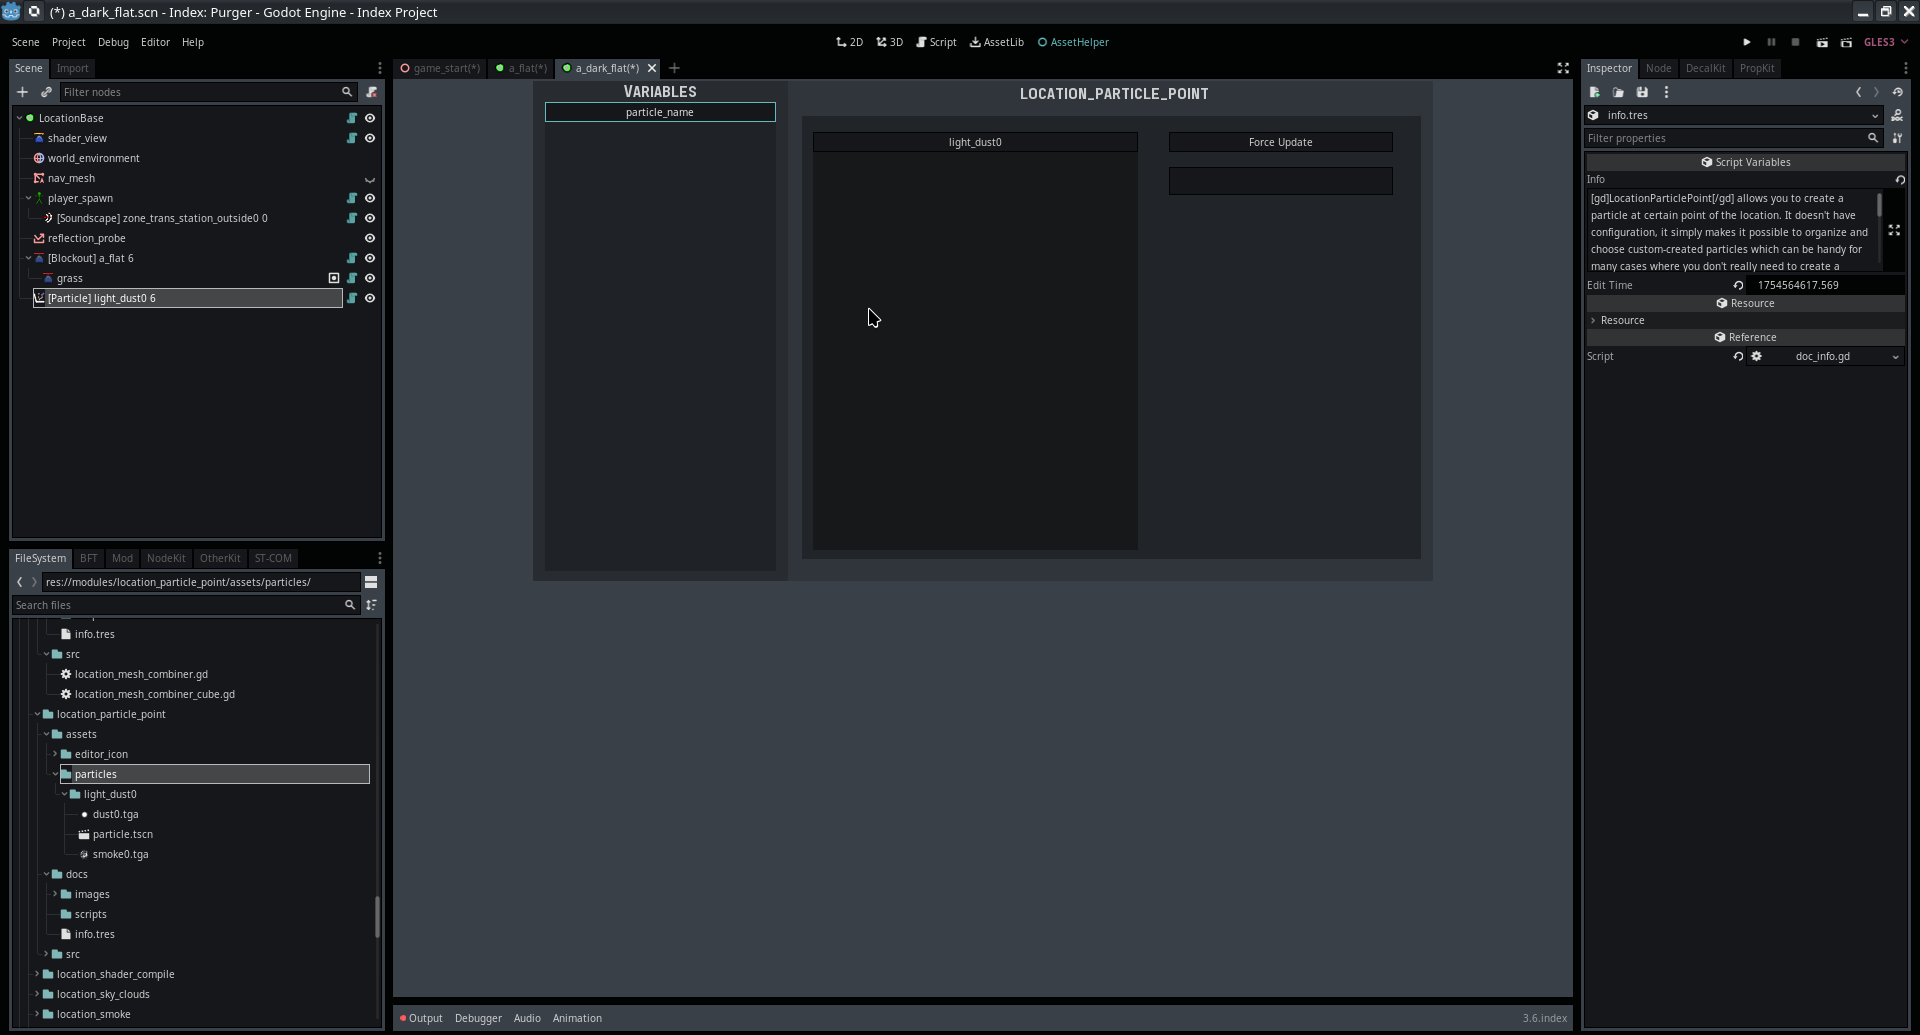 (*) a_dark_flat.scn - Index: Purger - Godot Engine - Index Project
Scene Project Debug Editor Help
2D 3D Script AssetLib AssetHelper
GLES3
Scene Import
Filter nodes
LocationBase
shader_view
world_environment
nav_mesh
player_spawn
[Soundscape] zone_trans_station_outside0 0
reflection_probe
[Blockout] a_flat 6
grass
[Particle] light_dust0 6
FileSystem BFT Mod NodeKit OtherKit ST-COM
res://modules/location_particle_point/assets/particles/
Search files
info.tres
src
location_mesh_combiner.gd
location_mesh_combiner_cube.gd
location_particle_point
assets
editor_icon
particles
light_dust0
dust0.tga
particle.tscn
smoke0.tga
docs
images
scripts
info.tres
src
location_shader_compile
location_sky_clouds
location_smoke
game_start(*) a_flat(*) a_dark_flat(*)
VARIABLES
particle_name
LOCATION_PARTICLE_POINT
light_dust0
Force Update
Output Debugger Audio Animation
3.6.index
Inspector Node DecalKit PropKit
info.tres
Filter properties
Script Variables
Info
[gd]LocationParticlePoint[/gd] allows you to create a
particle at certain point of the location. It doesn't have
configuration, it simply makes it possible to organize and
choose custom-created particles which can be handy for
many cases where you don't really need to create a
Edit Time 1754564617.569
Resource
Resource
Reference
Script doc_info.gd